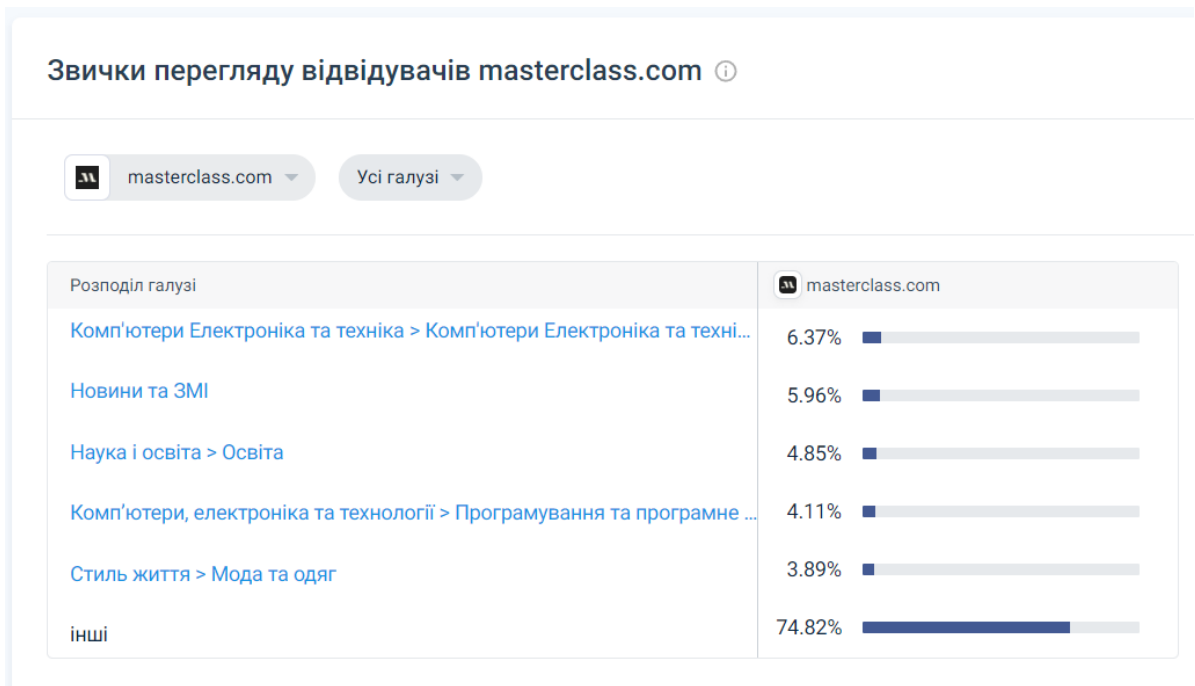 Звички перегляду відвідувачів masterclass.com
masterclass.com
Усі галузі
Розподіл галузі
masterclass.com
Комп'ютери Електроніка та техніка > Комп'ютери Електроніка та техні...
6.37%
Новини та ЗМІ
5.96%
Наука і освіта > Освіта
4.85%
Комп’ютери, електроніка та технології > Програмування та програмне ...
4.11%
Стиль життя > Мода та одяг
3.89%
інші
74.82%